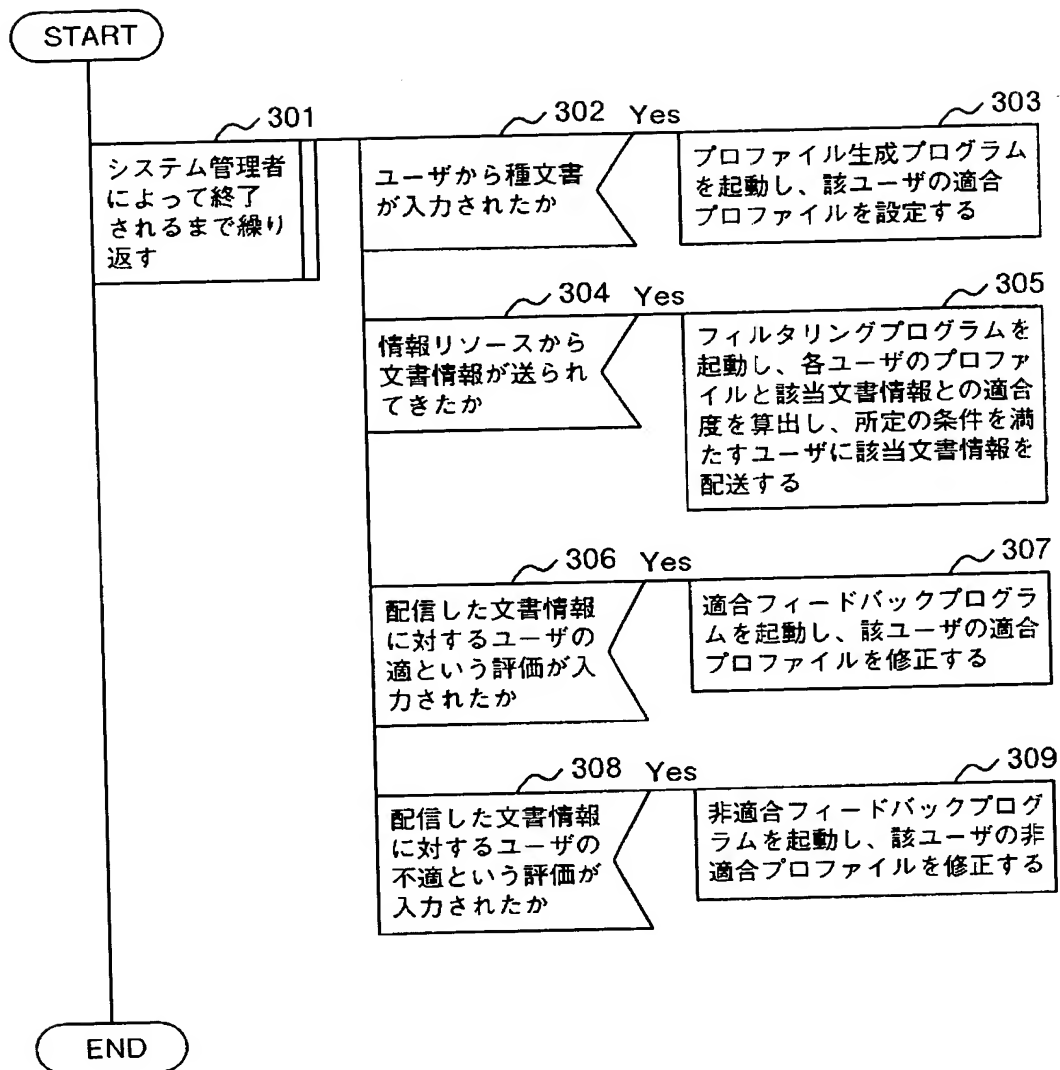 START
301
システム管理者
によって終了
されるまで繰り
返す
302 Yes
ユーザから種文書
が入力されたか
303
プロファイル生成プログラム
を起動し、該ユーザの適合
プロファイルを設定する
304 Yes
情報リソースから
文書情報が送られ
てきたか
305
フィルタリングプログラムを
起動し、各ユーザのプロファ
イルと該当文書情報との適合
度を算出し、所定の条件を満
たすユーザに該当文書情報を
配送する
306 Yes
配信した文書情報
に対するユーザの
適という評価が入
力されたか
307
適合フィードバックプログラ
ムを起動し、該ユーザの適合
プロファイルを修正する
308 Yes
配信した文書情報
に対するユーザの
不適という評価が
入力されたか
309
非適合フィードバックプログ
ラムを起動し、該ユーザの非
適合プロファイルを修正する
END